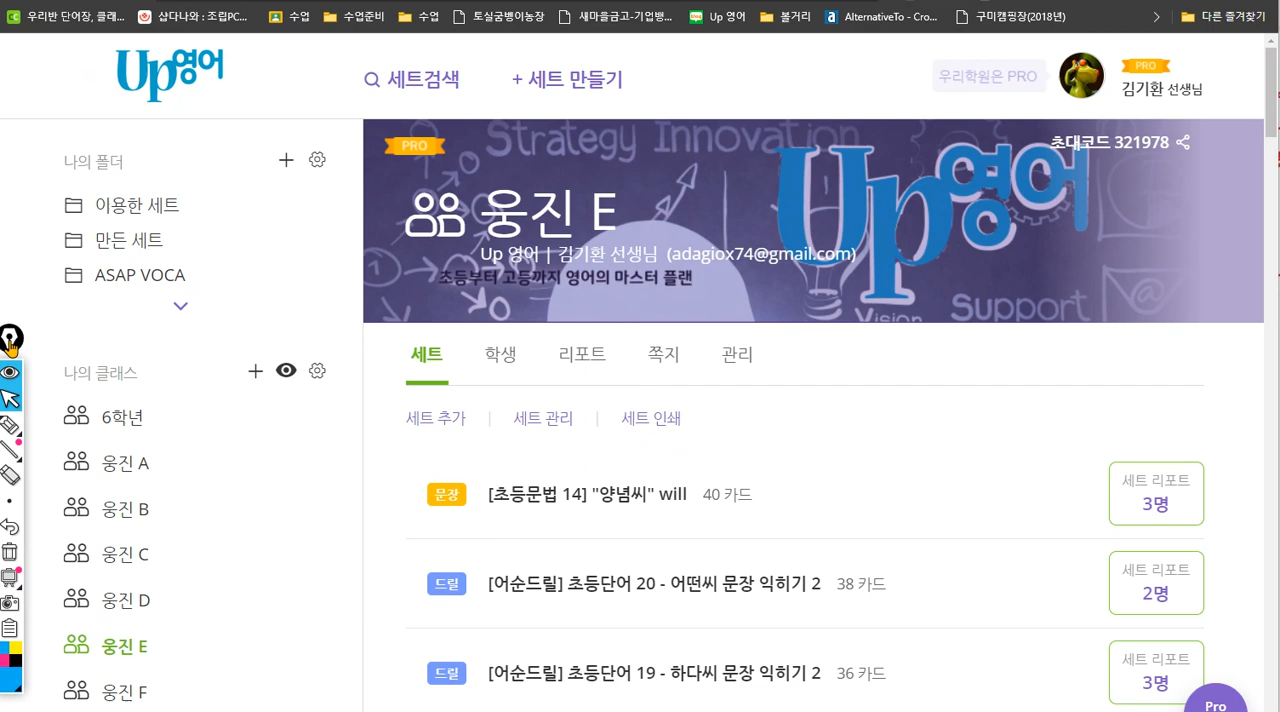 우리반 단어장, 클래... 샵다나와 : 조립PC... 수업 수업준비 수업 토실굼벵이농장 새마을금고-기업뱅... Up 영어 볼거리 AlternativeTo - Cro... 구미캠핑장(2018년) 다른 즐겨찾기
Up영어
세트검색
+ 세트 만들기
우리학원은 PRO
PRO
김기환 선생님
나의 폴더
이용한 세트
만든 세트
ASAP VOCA
나의 클래스
6학년
웅진 A
웅진 B
웅진 C
웅진 D
웅진 E
웅진 F
PRO
Strategy Innovation
초대코드 321978
웅진 E
Up영어
Up 영어 | 김기환 선생님 (adagiox74@gmail.com)
초등부터 고등까지 영어의 마스터 플랜
Vision
Support
세트 학생 리포트 쪽지 관리
세트 추가 | 세트 관리 | 세트 인쇄
문장 [초등문법 14] "양념씨" will 40 카드
세트 리포트
3명
드릴 [어순드릴] 초등단어 20 - 어떤씨 문장 익히기 2 38 카드
세트 리포트
2명
드릴 [어순드릴] 초등단어 19 - 하다씨 문장 익히기 2 36 카드
세트 리포트
3명
Pro